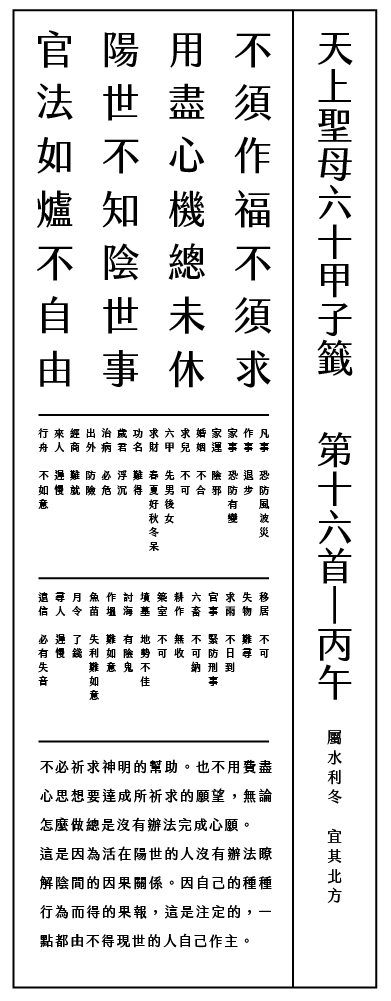 天上聖母六十甲子籤 第十六首—丙午 屬水利冬 宜其北方
不須作福不須求
用盡心機總未休
陽世不知陰世事
官法如爐不自由
凡事 恐防風波災
作事 退步
家事 恐防有變
家運 陰邪
婚姻 不合
求兒 不可
六甲 先男後女
求財 春夏好秋冬呆
功名 難得
歲君 浮沉
治病 必危
出外 防險
經商 難就
來人 遲慢
行舟 不如意
移居 不可
失物 難尋
求雨 不日到
官事 緊防刑事
六畜 不可納
耕作 無收
築室 不可
墳墓 地勢不佳
討海 有陰鬼
作塭 難如意
魚苗 失利難如意
月令 了錢
尋人 遲慢
遠信 必有失音
不必祈求神明的幫助。也不用費盡
心思想要達成所祈求的願望，無論
怎麼做總是沒有辦法完成心願。
這是因為活在陽世的人沒有辦法瞭
解陰間的因果關係。因自己的種種
行為而得的果報，這是注定的，一
點都由不得現世的人自己作主。